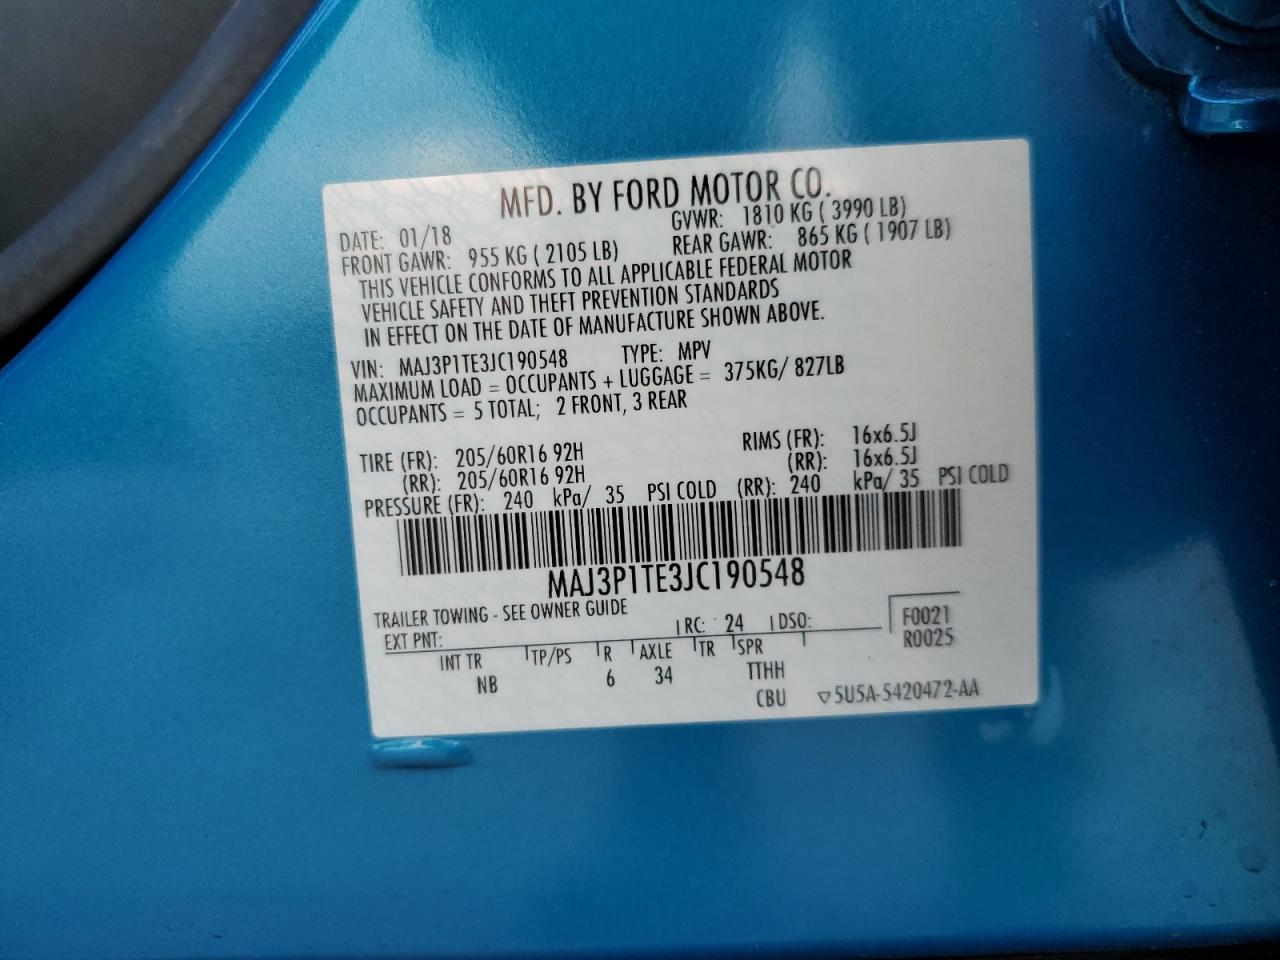 MFD. BY FORD MOTOR CO.
DATE: 01/18 GVWR: 1810 KG ( 3990 LB)
FRONT GAWR: 955 KG ( 2105 LB) REAR GAWR: 865 KG ( 1907 LB)
THIS VEHICLE CONFORMS TO ALL APPLICABLE FEDERAL MOTOR
VEHICLE SAFETY AND THEFT PREVENTION STANDARDS
IN EFFECT ON THE DATE OF MANUFACTURE SHOWN ABOVE.
VIN: MAJ3P1TE3JC190548 TYPE: MPV
MAXIMUM LOAD = OCCUPANTS + LUGGAGE = 375KG/ 827LB
OCCUPANTS = 5 TOTAL; 2 FRONT, 3 REAR
TIRE (FR): 205/60R16 92H RIMS (FR): 16x6.5J
(RR): 205/60R16 92H (RR): 16x6.5J
PRESSURE (FR): 240 kPa/ 35 PSI COLD (RR): 240 kPa/ 35 PSI COLD
MAJ3P1TE3JC190548
TRAILER TOWING - SEE OWNER GUIDE
EXT PNT: RC: 24 DSO: F0021
R0025
INT TR TP/PS R AXLE TR SPR
NB 6 34 TTHH
CBU ▽5U5A-5420472-AA